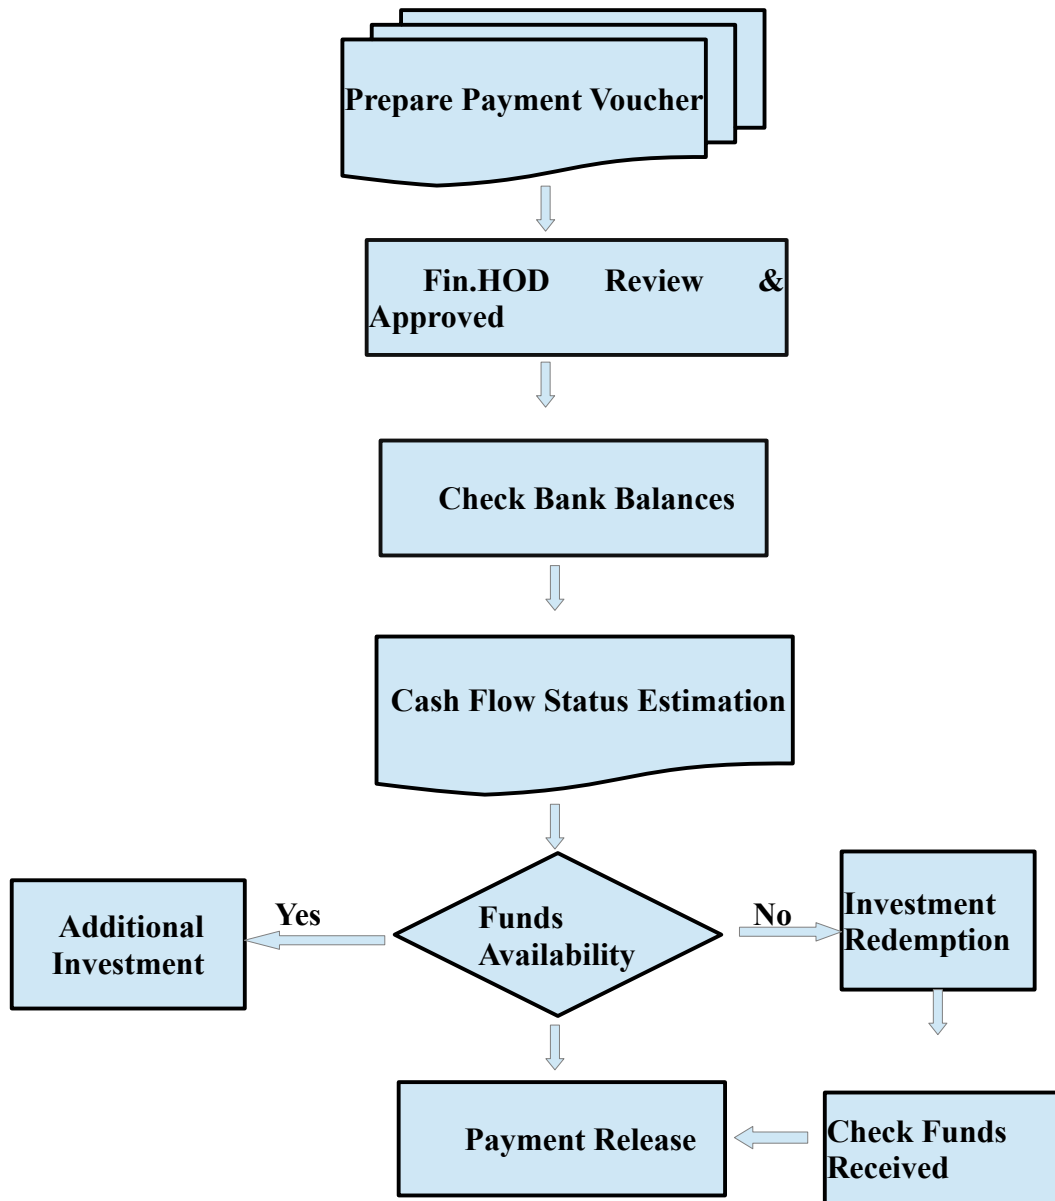 Prepare Payment Voucher
Fin.HOD Review &
Approved
Check Bank Balances
Cash Flow Status Estimation
Additional
Investment
Yes
Funds
Availability
No
Investment
Redemption
Payment Release
Check Funds
Received